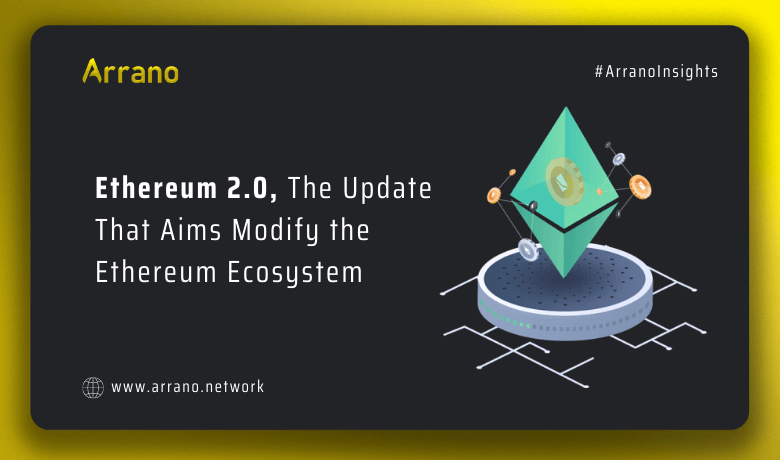 Arrano
#ArranoInsights
Ethereum 2.0, The Update
That Aims Modify the
Ethereum Ecosystem
www.arrano.network